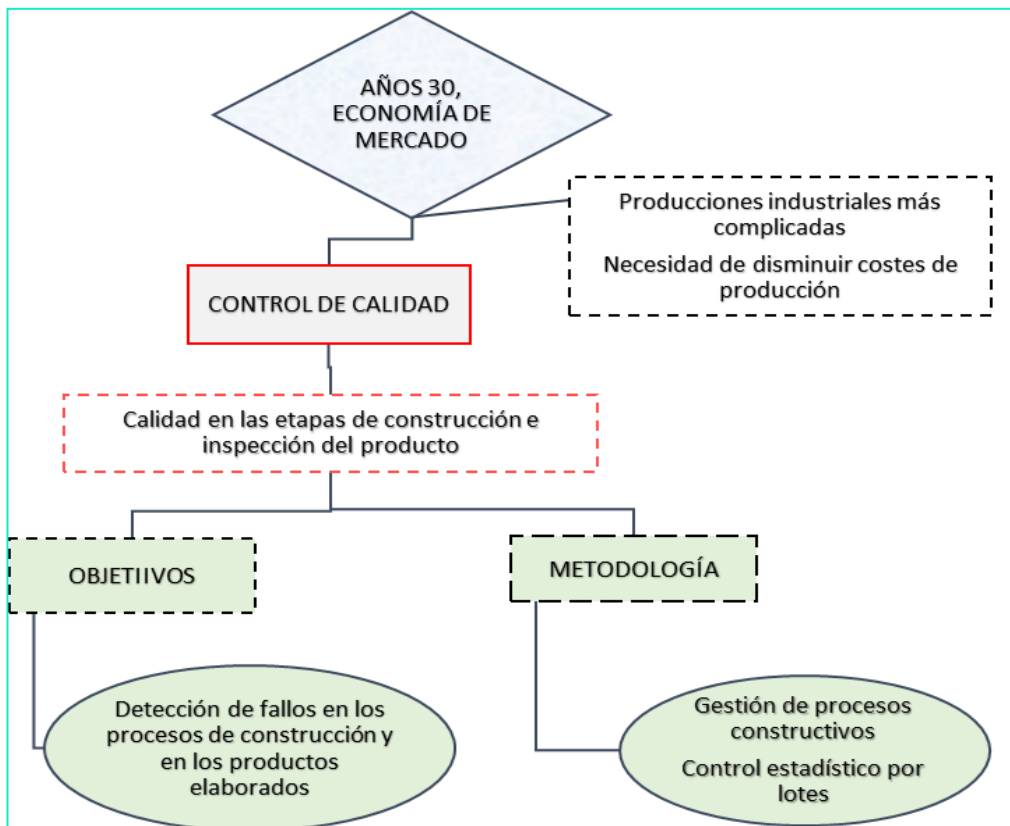 AÑOS 30,
ECONOMÍA DE
MERCADO
Producciones industriales más
complicadas
Necesidad de disminuir costes de
producción
CONTROL DE CALIDAD
Calidad en las etapas de construcción e
inspección del producto
OBJETIIVOS
METODOLOGÍA
Detección de fallos en los
procesos de construcción y
en los productos
elaborados
Gestión de procesos
constructivos
Control estadístico por
lotes